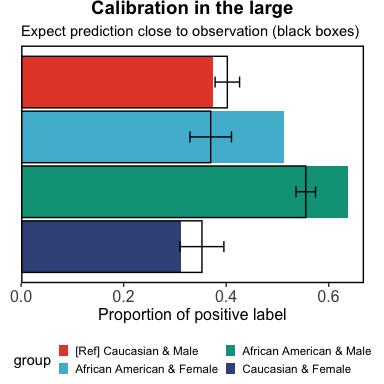 Calibration in the large
Expect prediction close to observation (black boxes)
0.0 0.2 0.4 0.6
Proportion of positive label
group
[Ref] Caucasian & Male African American & Male
African American & Female Caucasian & Female